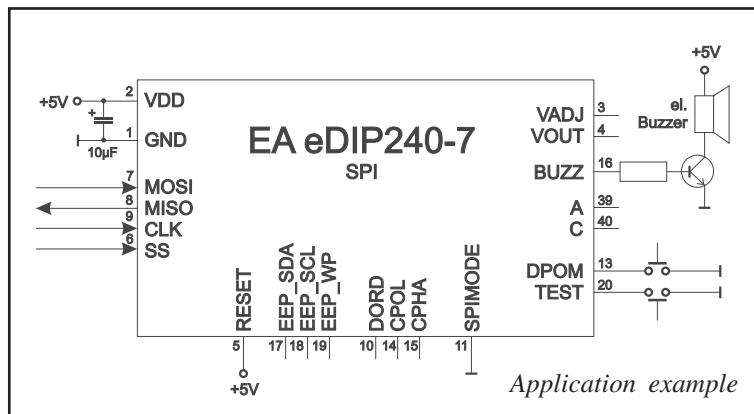 EA eDIP240-7
SPI
+5V
2 VDD
1 GND
+
10µF
7 MOSI
8 MISO
9 CLK
6 SS
VADJ 3
VOUT 4
BUZZ 16
A 39
C 40
DPOM 13
TEST 20
+5V
el.
Buzzer
RESET
EEP_SDA
EEP_SCL
EEP_WP
DORD
CPOL
CPHA
SPIMODE
5 17 18 19 10 14 15 11
+5V
Application example